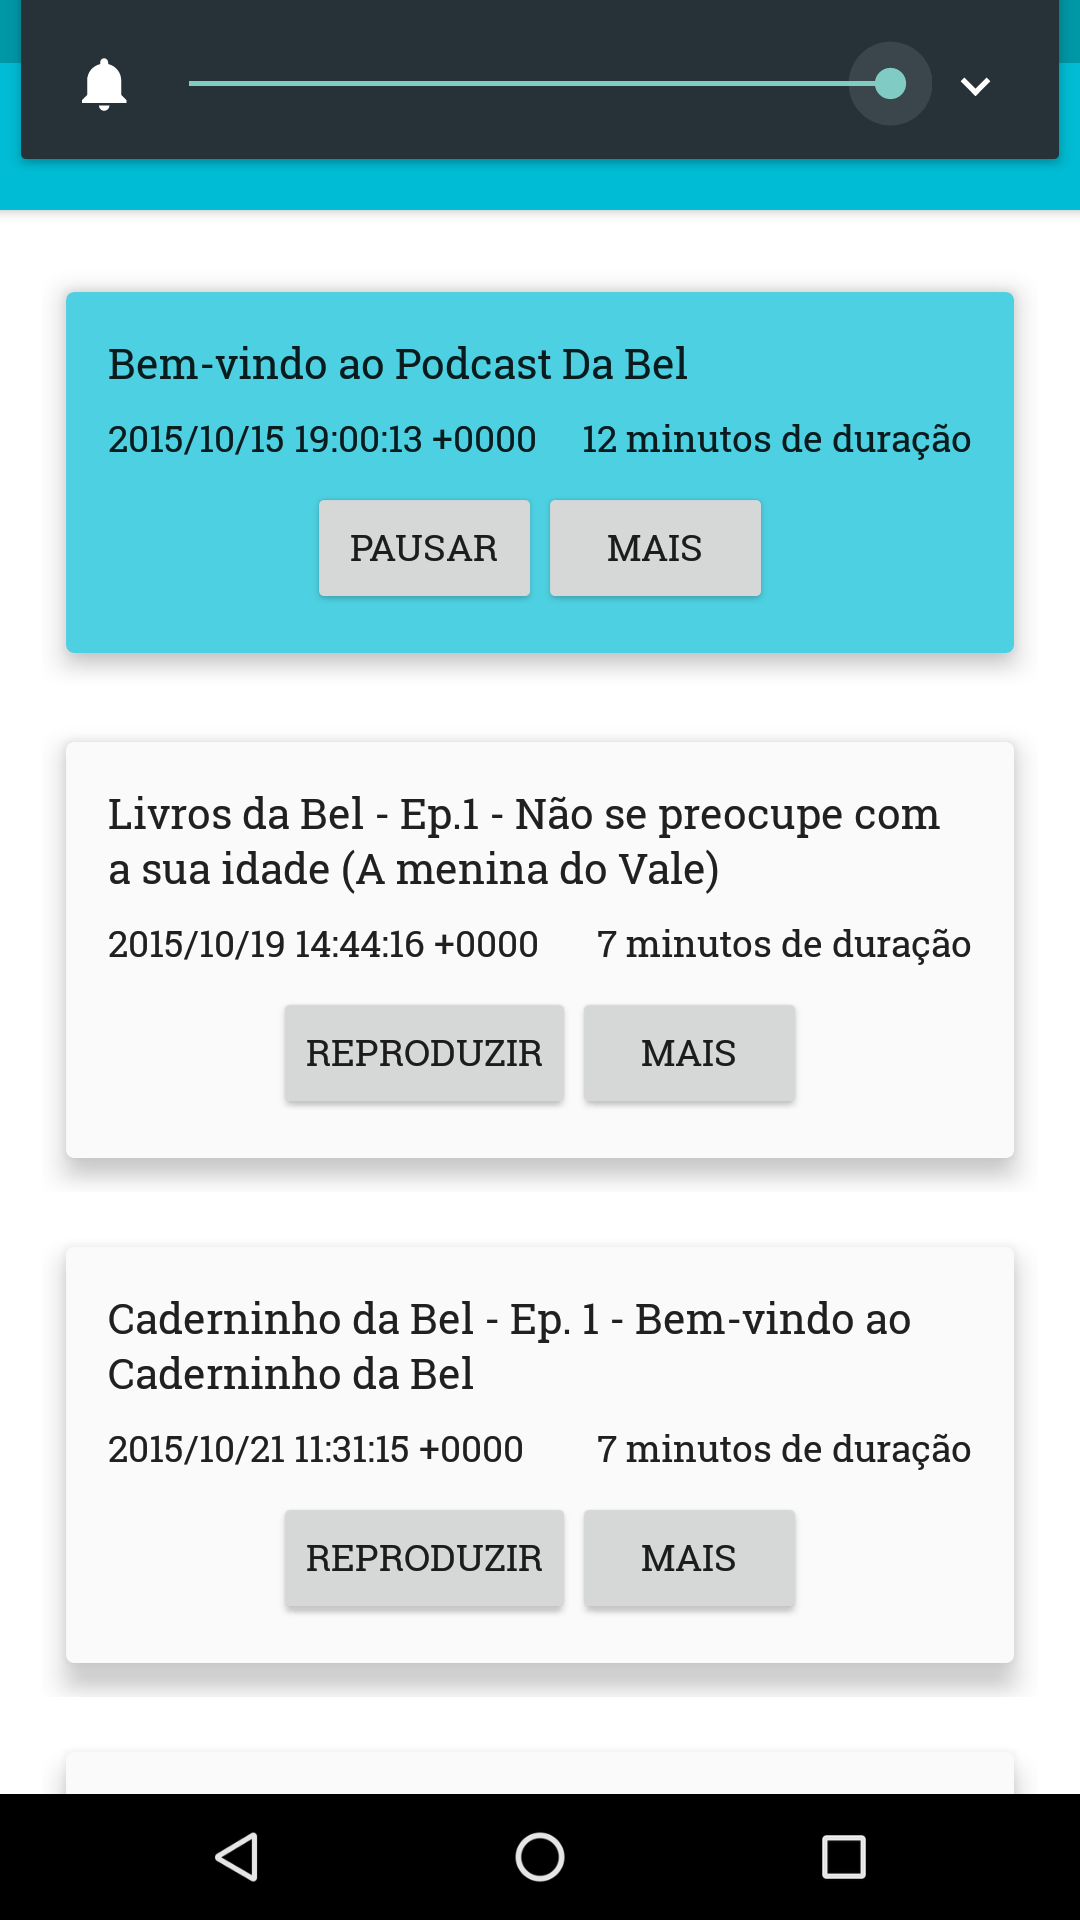 Bem-vindo ao Podcast Da Bel
2015/10/15 19:00:13 +0000 12 minutos de duração
PAUSAR MAIS
Livros da Bel - Ep.1 - Não se preocupe com
a sua idade (A menina do Vale)
2015/10/19 14:44:16 +0000 7 minutos de duração
REPRODUZIR MAIS
Caderninho da Bel - Ep. 1 - Bem-vindo ao
Caderninho da Bel
2015/10/21 11:31:15 +0000 7 minutos de duração
REPRODUZIR MAIS